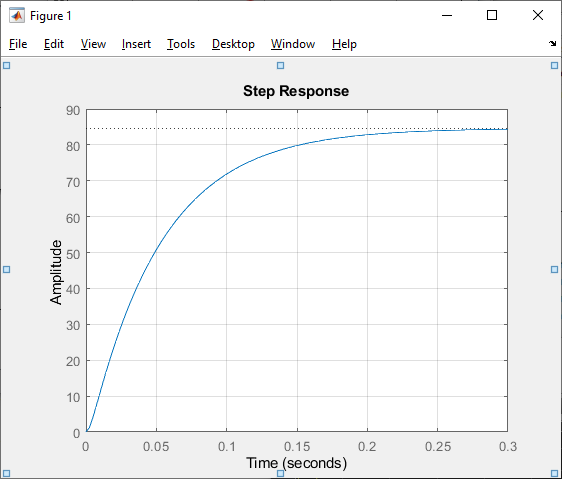 Figure 1
File Edit View Insert Tools Desktop Window Help
Step Response
90
80
70
60
50
40
30
20
10
0
Amplitude
0 0.05 0.1 0.15 0.2 0.25 0.3
Time (seconds)